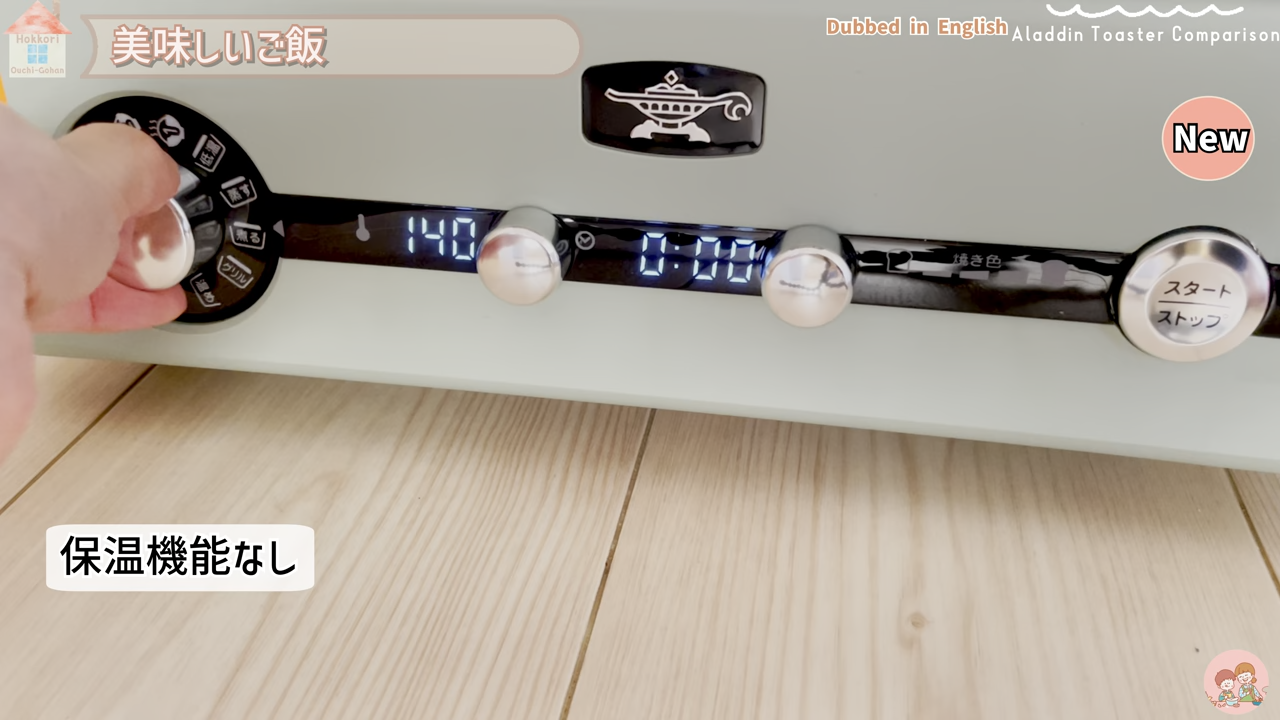 Hokkori
Ouchi-Gohan
美味しいご飯
Dubbed in English
Aladdin Toaster Comparison
New
低温
蒸す
煮る
グリル
温め
140
0:00
焼き色
スタート
ストップ
保温機能なし